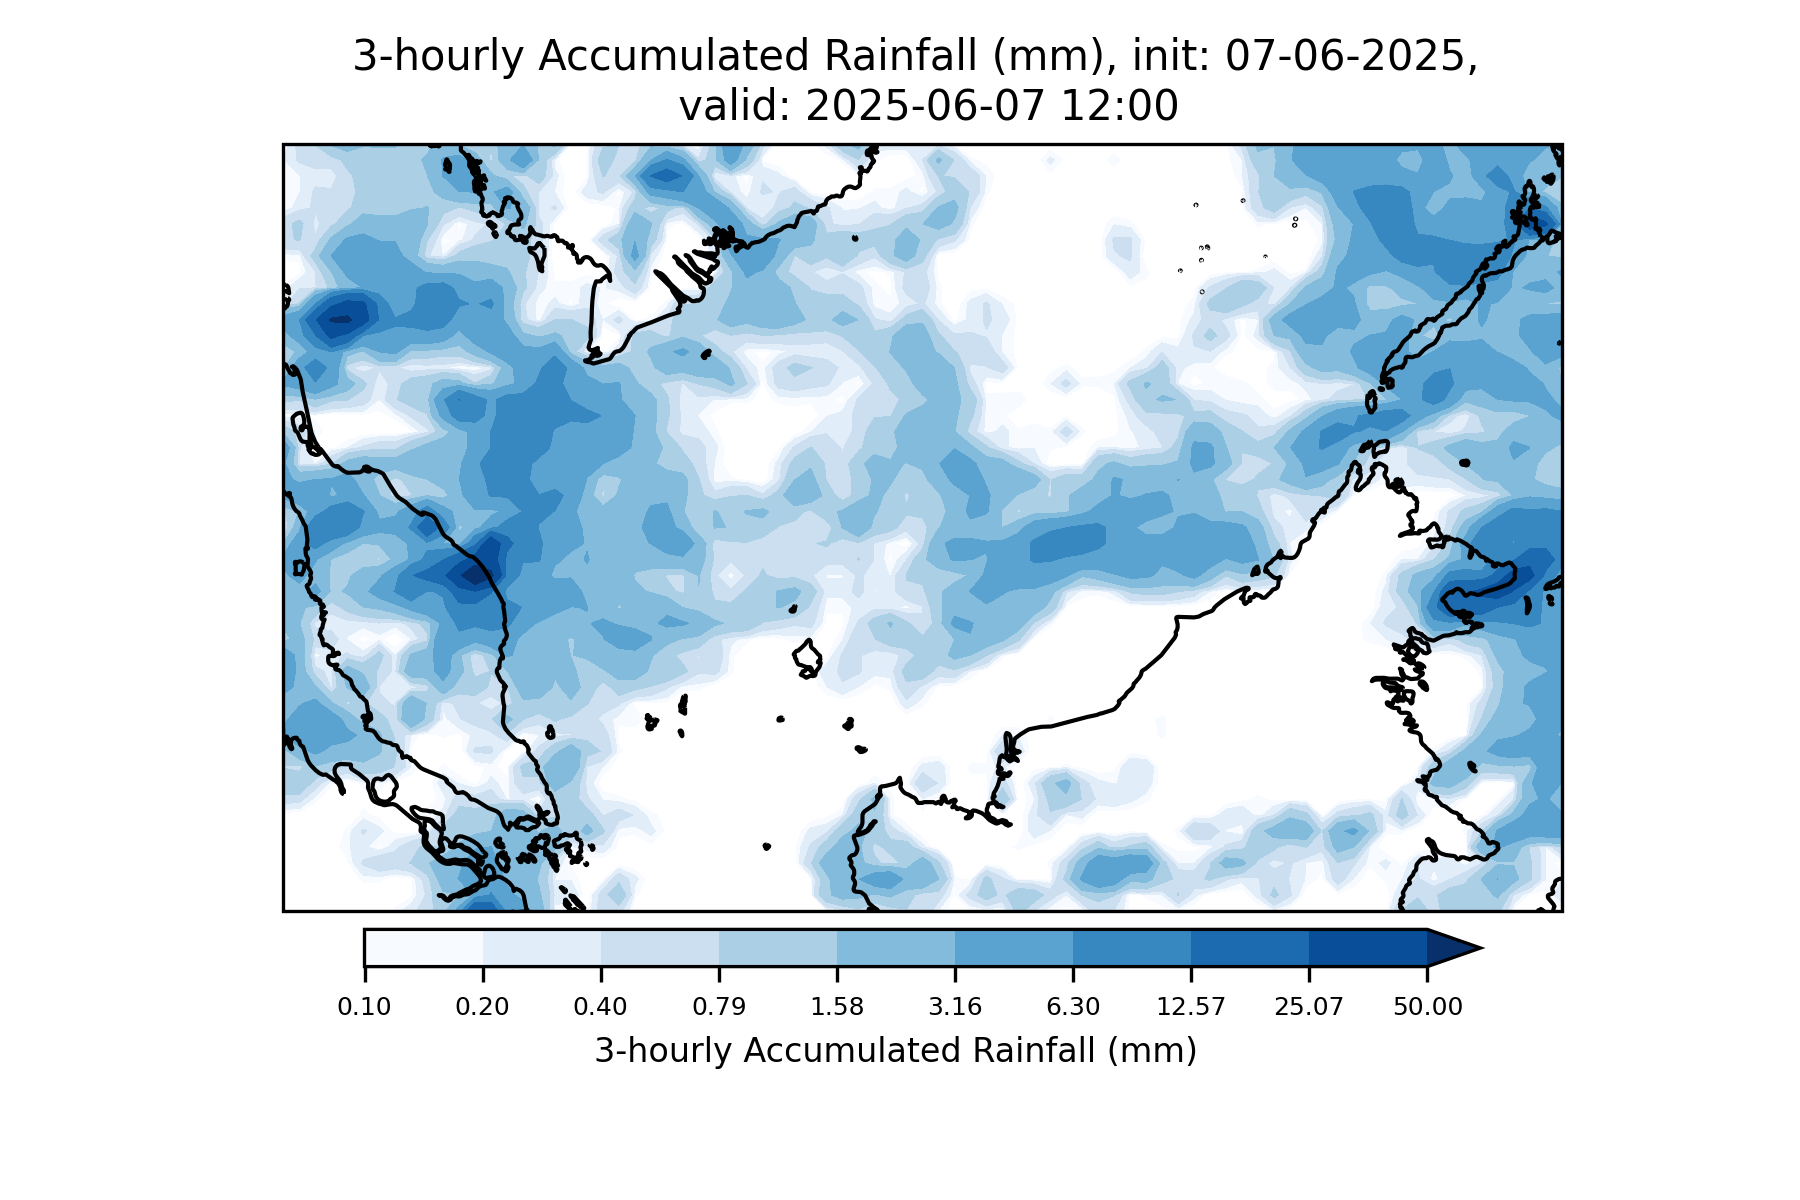 3-hourly Accumulated Rainfall (mm), init: 07-06-2025,
valid: 2025-06-07 12:00
0.10 0.20 0.40 0.79 1.58 3.16 6.30 12.57 25.07 50.00
3-hourly Accumulated Rainfall (mm)